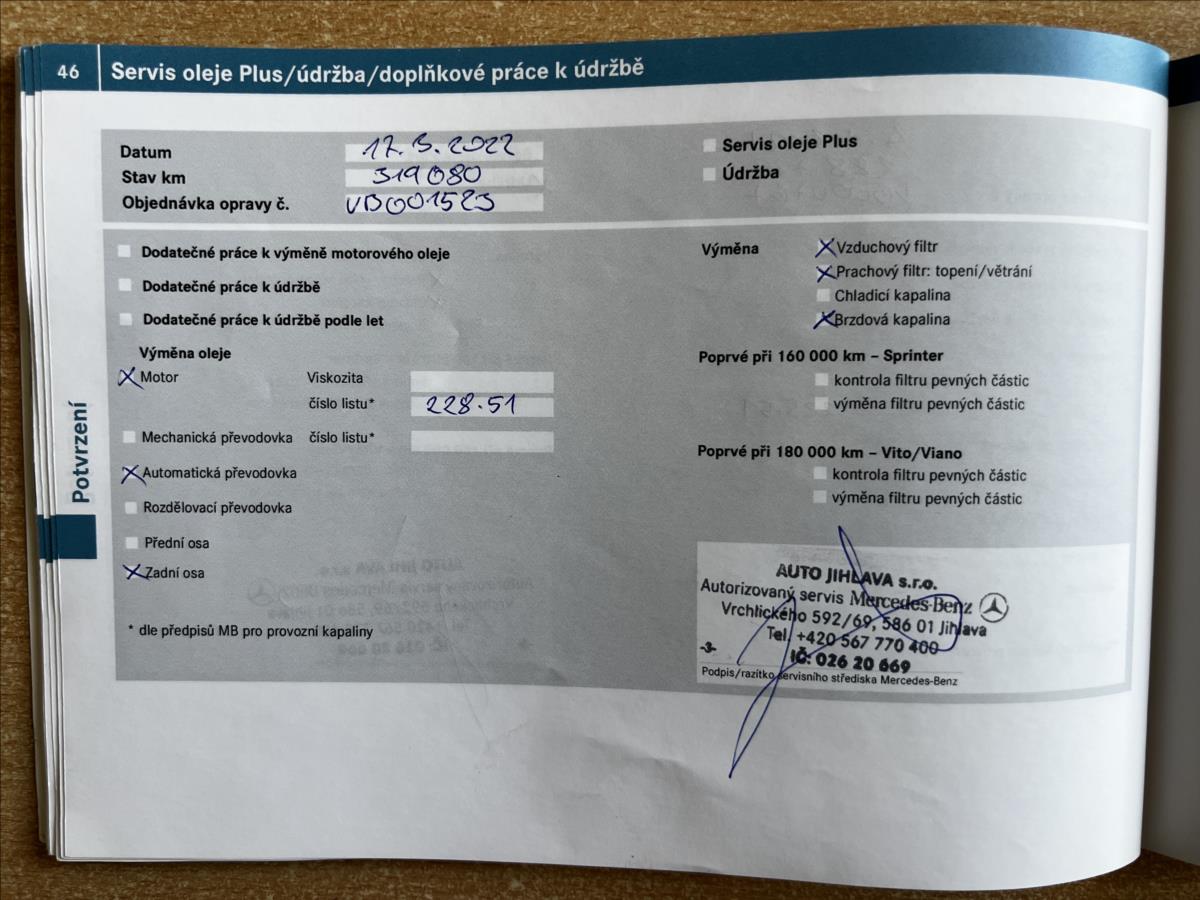 46 Servis oleje Plus/údržba/doplňkové práce k údržbě
Datum 17.3.2022
Stav km 319080
Objednávka opravy č. VB001523
Servis oleje Plus
Údržba
Dodatečné práce k výměně motorového oleje
Dodatečné práce k údržbě
Dodatečné práce k údržbě podle let
Výměna oleje
X Motor Viskozita
číslo listu* 228.51
Mechanická převodovka číslo listu*
X Automatická převodovka
Rozdělovací převodovka
Přední osa
X Zadní osa
* dle předpisů MB pro provozní kapaliny
Výměna X Vzduchový filtr
X Prachový filtr: topení/větrání
Chladicí kapalina
X Brzdová kapalina
Poprvé při 160 000 km – Sprinter
kontrola filtru pevných částic
výměna filtru pevných částic
Poprvé při 180 000 km – Vito/Viano
kontrola filtru pevných částic
výměna filtru pevných částic
AUTO JIHLAVA s.r.o.
Autorizovaný servis Mercedes-Benz
Vrchlického 592/69, 586 01 Jihlava
Tel. +420 567 770 400
-3- IČ: 026 20 669
Podpis/razítko servisního střediska Mercedes-Benz
Potvrzení